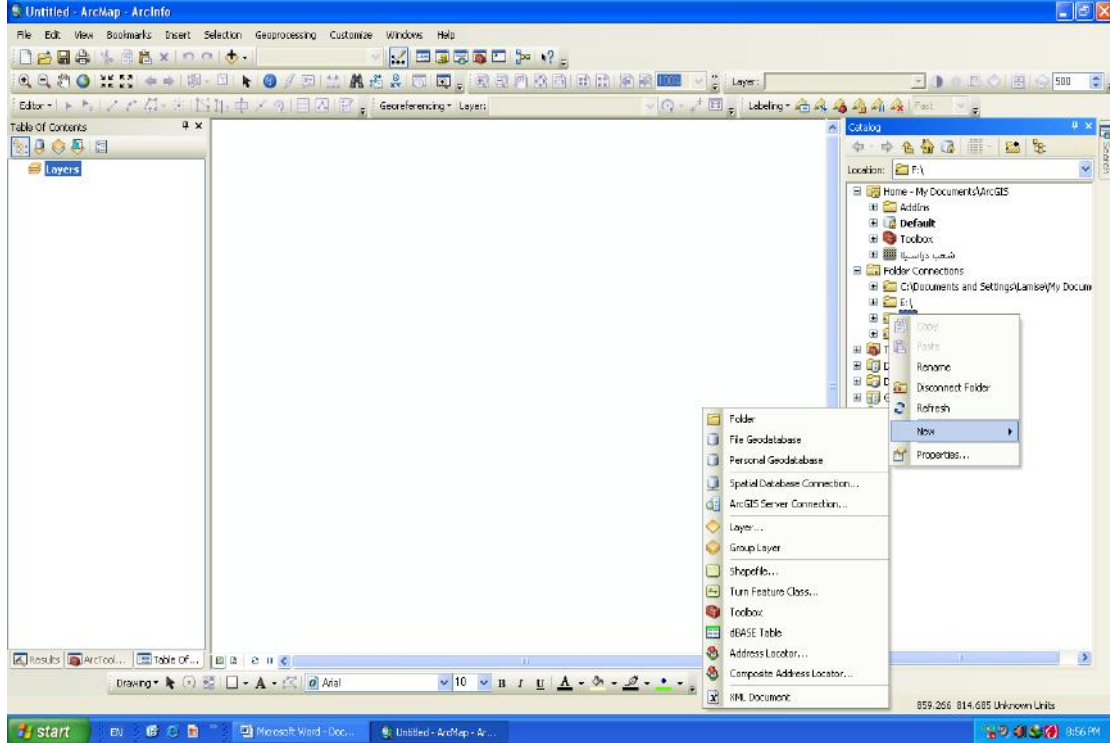 Untitled - ArcMap - ArcInfo
File Edit View Bookmarks Insert Selection Geoprocessing Customize Windows Help
100%
Layer:
500
Editor
Georeferencing Layer:
Labeling
Fast
Table Of Contents
Layers
Catalog
Search
Location: F:\
Home - My Documents\ArcGIS
AddIns
Default
Toolbox
شعب دراسية
Folder Connections
C:\Documents and Settings\Lamise\My Docum
E:\
Copy
Paste
Rename
Disconnect Folder
Refresh
New
Properties...
Folder
File Geodatabase
Personal Geodatabase
Spatial Database Connection...
ArcGIS Server Connection...
Layer...
Group Layer
Shapefile...
Turn Feature Class...
Toolbox
dBASE Table
Address Locator...
Composite Address Locator...
XML Document
Results ArcTool... Table Of...
Drawing A Arial 10 B I U A
859.266 814.685 Unknown Units
start EN Microsoft Word - Doc... Untitled - ArcMap - Ar... 8:56 PM